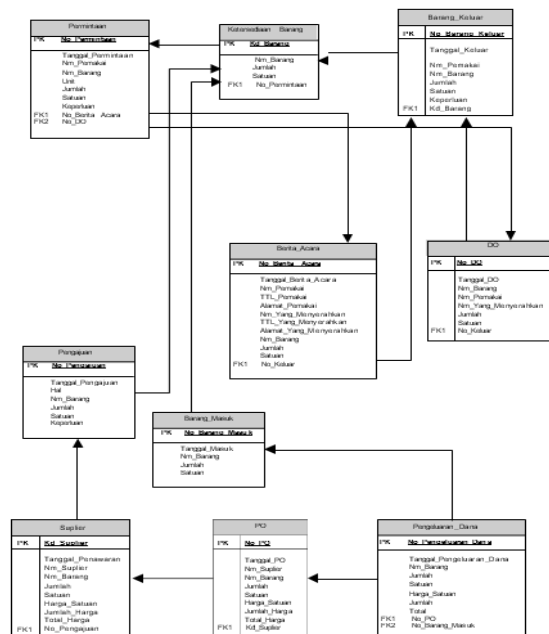 Permintaan
PK No_Permintaan
Tanggal_Permintaan
Nm_Pemakai
Nm_Barang
Unit
Jumlah
Satuan
Keperluan
FK1 No_Berita Acara
FK2 No_DO
Ketersediaan Barang
PK Kd_Barang
Nm_Barang
Jumlah
Satuan
FK1 No_Permintaan
Barang_Keluar
PK No_Barang_Keluar
Tanggal_Keluar
Nm_Pemakai
Nm_Barang
Jumlah
Satuan
Keperluan
FK1 Kd_Barang
Berita_Acara
PK No_Berita_Acara
Tanggal_Berita_Acara
Nm_Pemakai
TTL_Pemakai
Alamat_Pemakai
Nm_Yang_Menyerahkan
TTL_Yang_Menyerahkan
Alamat_Yang_Menyerahkan
Nm_Barang
Jumlah
Satuan
FK1 No_Keluar
DO
PK No_DO
Tanggal_DO
Nm_Barang
Nm_Pemakai
Nm_Yang_Menyerahkan
Jumlah
Satuan
FK1 No_Keluar
Pengajuan
PK No_Pengajuan
Tanggal_Pengajuan
Hal
Nm_Barang
Jumlah
Satuan
Keperluan
Barang_Masuk
PK No_Barang_Masuk
Tanggal_Masuk
Nm_Barang
Jumlah
Satuan
Suplier
PK Kd_Suplier
Tanggal_Penawaran
Nm_Suplier
Nm_Barang
Jumlah
Satuan
Harga_Satuan
Jumlah_Harga
Total_Harga
FK1 No_Pengajuan
PO
PK No_PO
Tanggal_PO
Nm_Suplier
Nm_Barang
Jumlah
Satuan
Harga_Satuan
Jumlah_Harga
Total_Harga
FK1 Kd_Suplier
Pengeluaran_Dana
PK No_Pengeluaran_Dana
Tanggal_Pengeluaran_Dana
Nm_Barang
Jumlah
Satuan
Harga_Satuan
Jumlah
Total
FK1 No_PO
FK2 No_Barang_Masuk